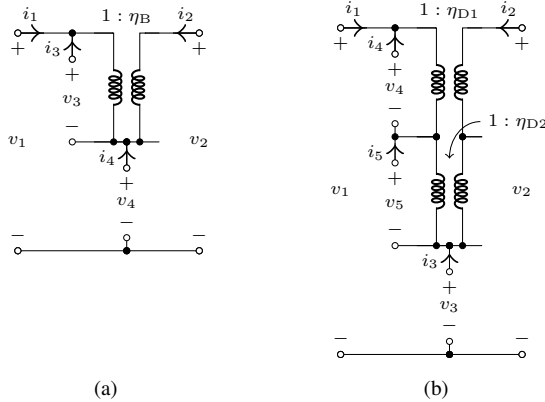 i1 1 : ηB i2
+ i3 +
+
v3
−
v1 i4 v2
+
v4
− − −
(a)
i1 1 : ηD1 i2
+ i4 +
+
v4
−
1 : ηD2
i5
+
v1 v5 v2
−
i3
+
v3
− − −
(b)